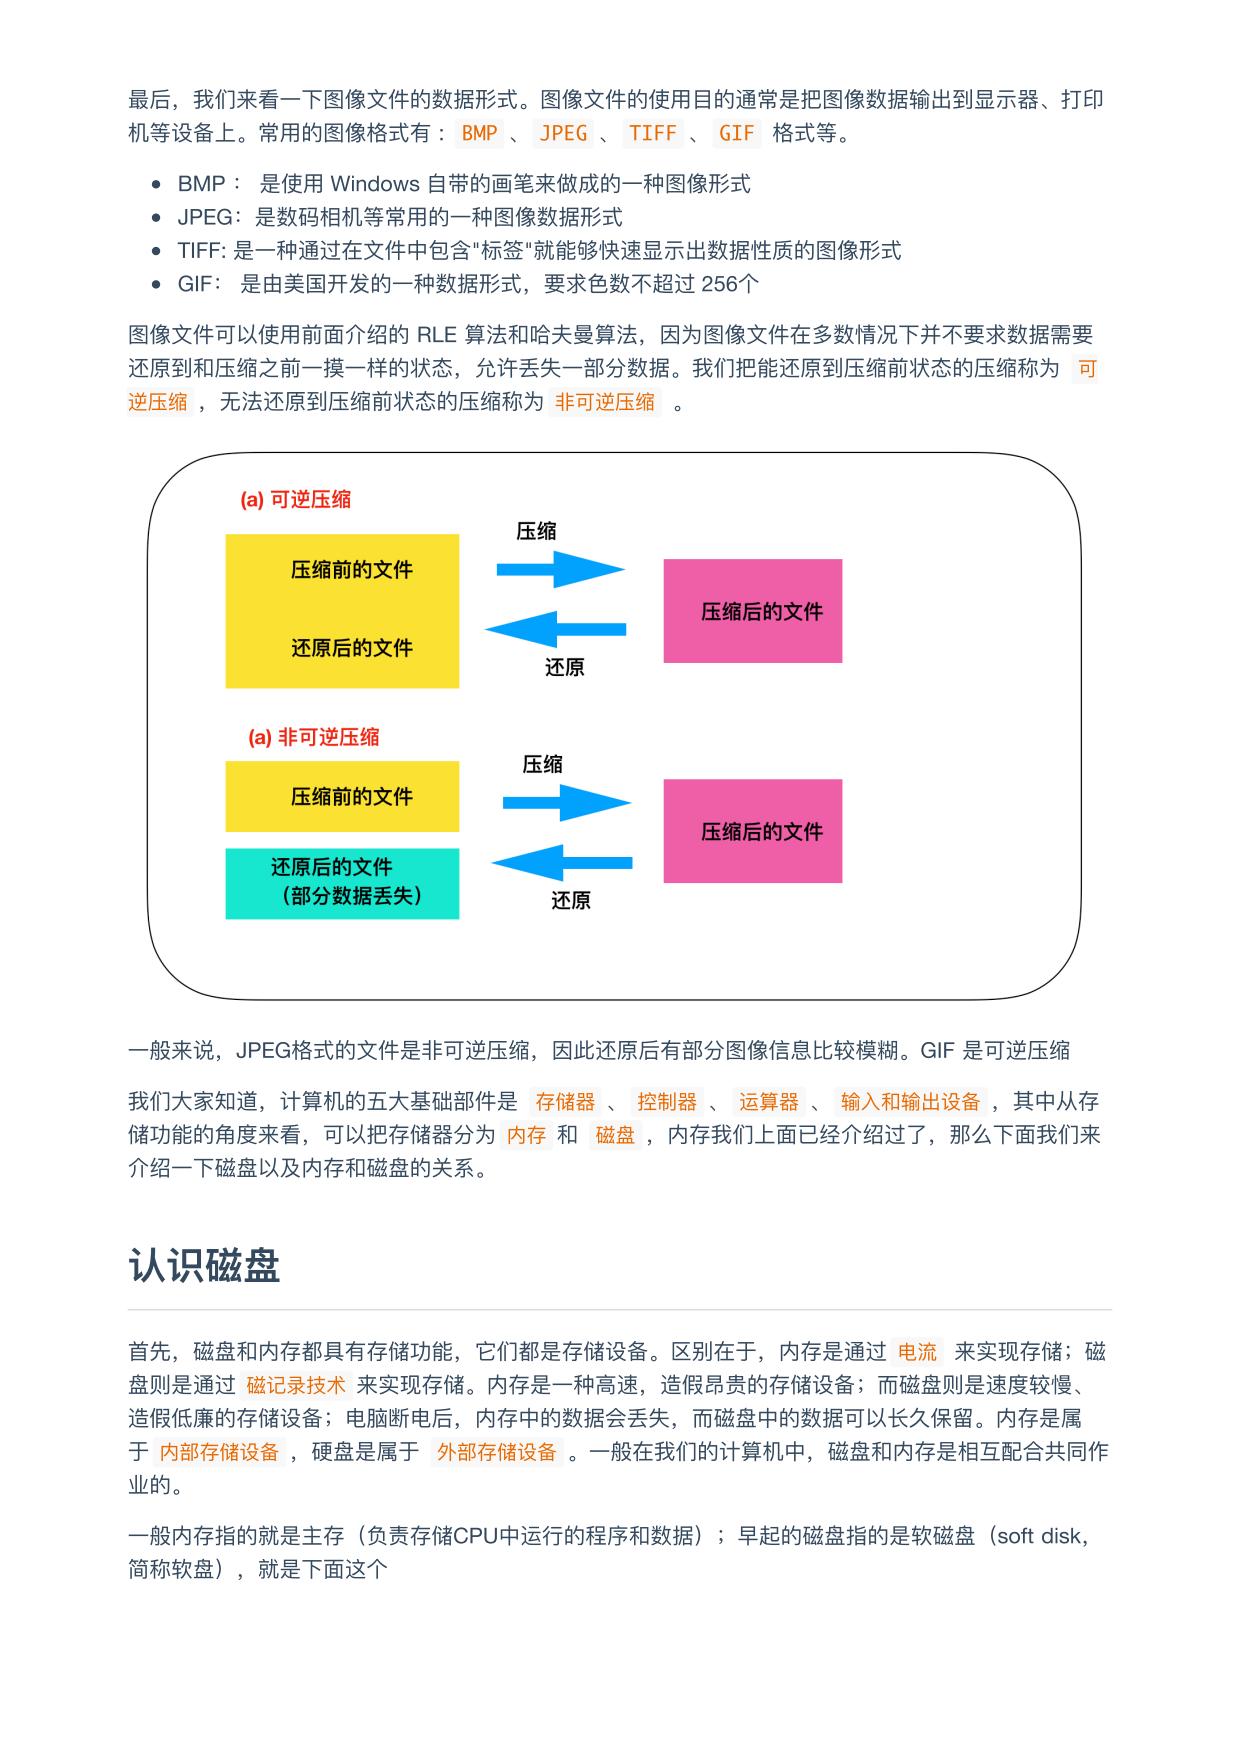 最后，我们来看一下图像文件的数据形式。图像文件的使用目的通常是把图像数据输出到显示器、打印
机等设备上。常用的图像格式有： BMP 、 JPEG 、 TIFF 、 GIF 格式等。
• BMP： 是使用 Windows 自带的画笔来做成的一种图像形式
• JPEG：是数码相机等常用的一种图像数据形式
• TIFF: 是一种通过在文件中包含"标签"就能够快速显示出数据性质的图像形式
• GIF： 是由美国开发的一种数据形式，要求色数不超过 256个
图像文件可以使用前面介绍的 RLE 算法和哈夫曼算法，因为图像文件在多数情况下并不要求数据需要
还原到和压缩之前一摸一样的状态，允许丢失一部分数据。我们把能还原到压缩前状态的压缩称为 可
逆压缩 ，无法还原到压缩前状态的压缩称为 非可逆压缩 。
(a) 可逆压缩
压缩
压缩前的文件
压缩后的文件
还原后的文件
还原
(a) 非可逆压缩
压缩
压缩前的文件
压缩后的文件
还原后的文件
（部分数据丢失）
还原
一般来说，JPEG格式的文件是非可逆压缩，因此还原后有部分图像信息比较模糊。GIF 是可逆压缩
我们大家知道，计算机的五大基础部件是 存储器 、 控制器 、 运算器 、 输入和输出设备 ，其中从存
储功能的角度来看，可以把存储器分为 内存 和 磁盘 ，内存我们上面已经介绍过了，那么下面我们来
介绍一下磁盘以及内存和磁盘的关系。
认识磁盘
首先，磁盘和内存都具有存储功能，它们都是存储设备。区别在于，内存是通过 电流 来实现存储；磁
盘则是通过 磁记录技术 来实现存储。内存是一种高速，造假昂贵的存储设备；而磁盘则是速度较慢、
造假低廉的存储设备；电脑断电后，内存中的数据会丢失，而磁盘中的数据可以长久保留。内存是属
于 内部存储设备 ，硬盘是属于 外部存储设备 。一般在我们的计算机中，磁盘和内存是相互配合共同作
业的。
一般内存指的就是主存（负责存储CPU中运行的程序和数据）；早起的磁盘指的是软磁盘（soft disk，
简称软盘），就是下面这个